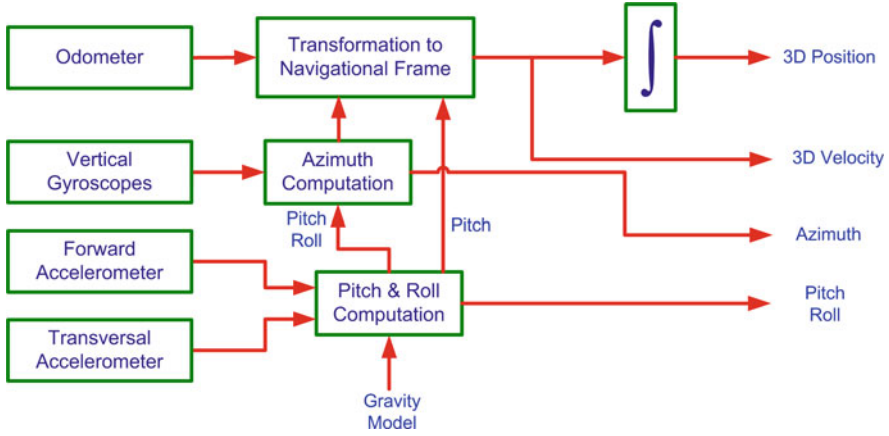 Odometer
Transformation to
Navigational Frame
∫
3D Position
Vertical
Gyroscopes
Azimuth
Computation
3D Velocity
Pitch
Roll
Pitch
Azimuth
Forward
Accelerometer
Pitch & Roll
Computation
Pitch
Roll
Transversal
Accelerometer
Gravity
Model